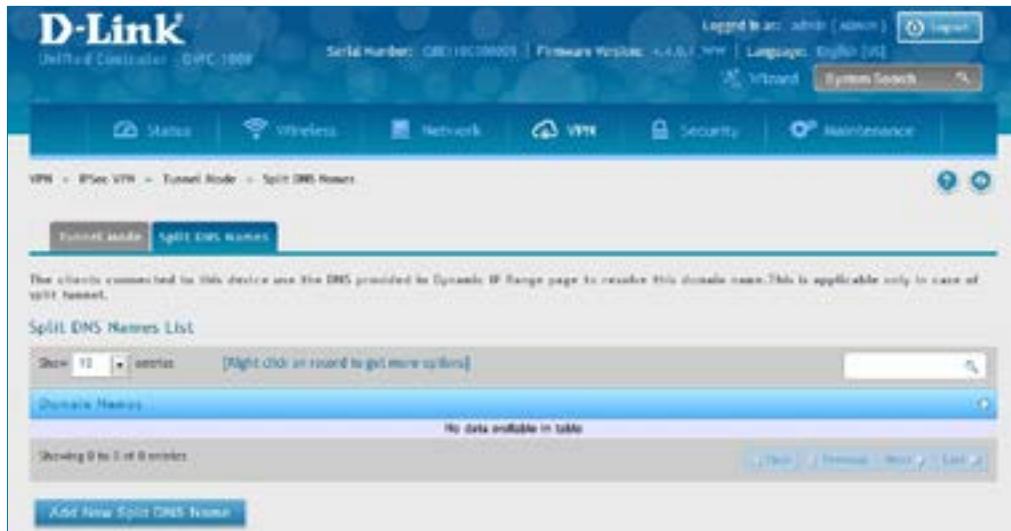 D-Link
Logged in as: admin ( admin ) Logout
Unified Controller - DWC-1000
Serial Number: | Firmware Version: | Language: English [US]
Wizard System Search
Status Wireless Network VPN Security Maintenance
VPN » IPSec VPN » Tunnel Mode » Split DNS Names
Tunnel Mode Split DNS Names
The clients connected to this device use the DNS provided in Dynamic IP Range page to resolve this domain name.This is applicable only in case of
split tunnel.
Split DNS Names List
Show 10 entries [Right click on record to get more options]
Domain Names
No data available in table
Showing 0 to 0 of 0 entries
First Previous Next Last
Add New Split DNS Name